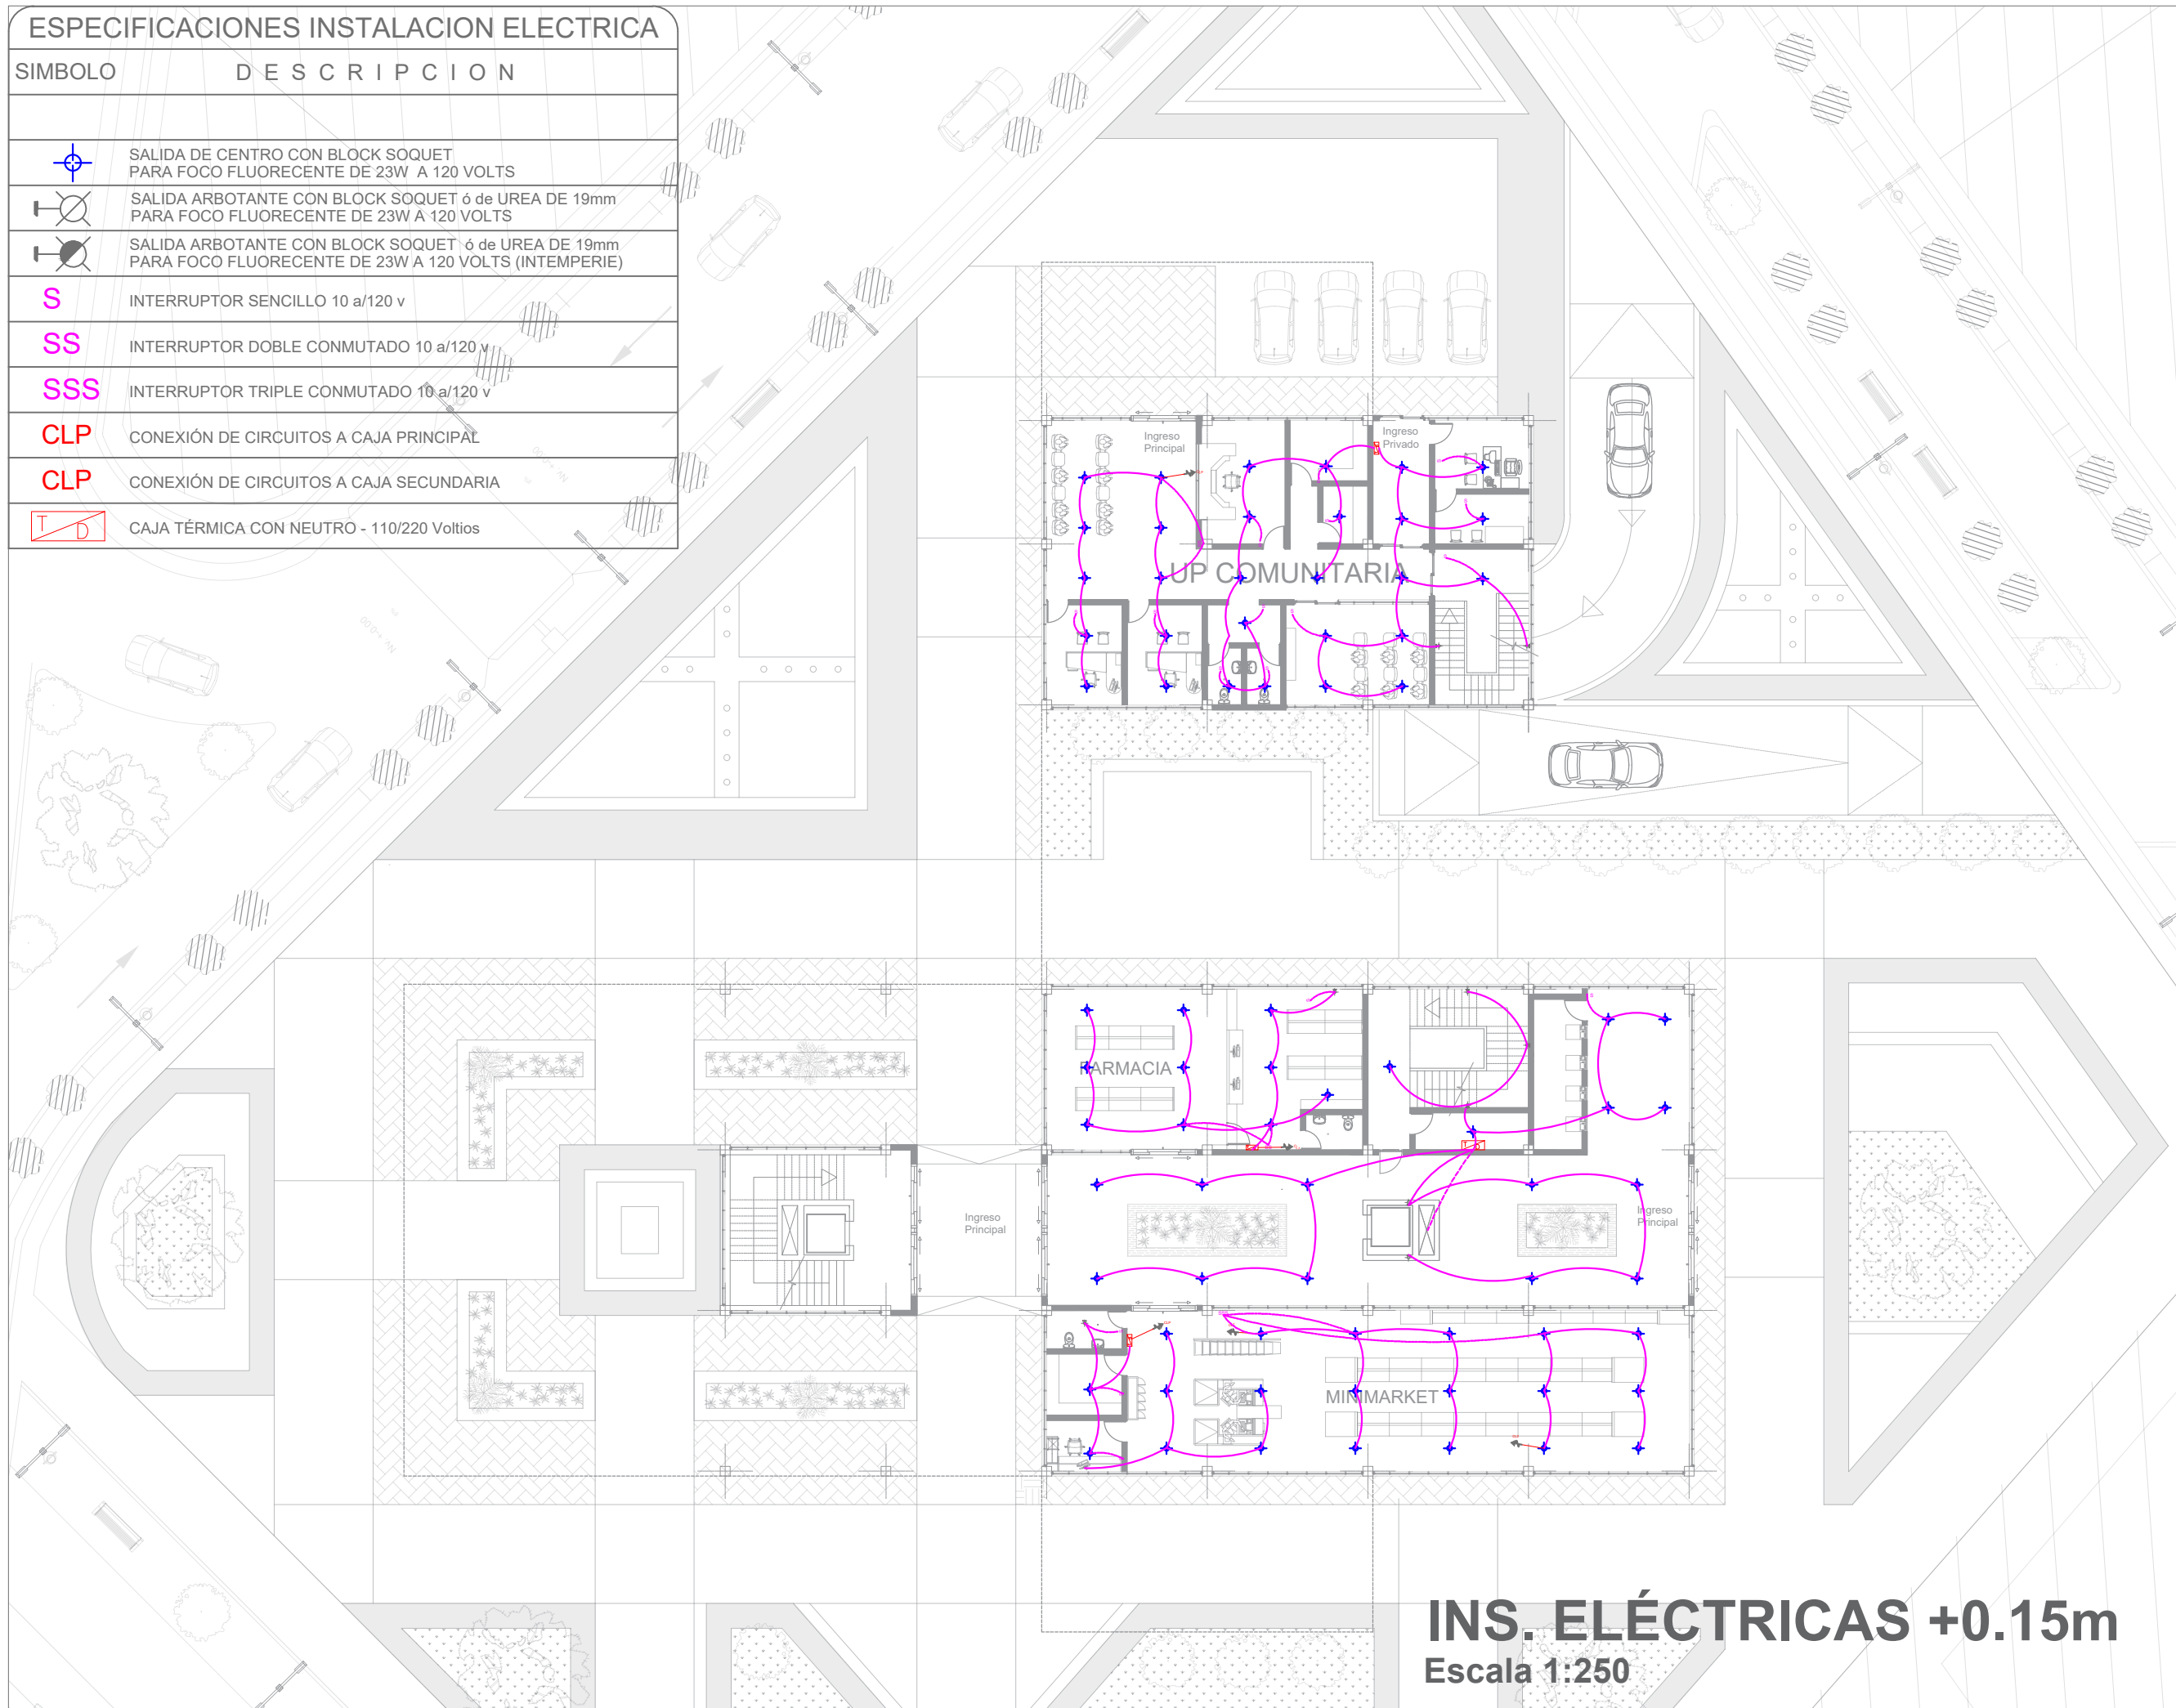 ESPECIFICACIONES INSTALACION ELECTRICA
SIMBOLO D E S C R I P C I O N
SALIDA DE CENTRO CON BLOCK SOQUET
PARA FOCO FLUORECENTE DE 23W A 120 VOLTS
SALIDA ARBOTANTE CON BLOCK SOQUET ó de UREA DE 19mm
PARA FOCO FLUORECENTE DE 23W A 120 VOLTS
SALIDA ARBOTANTE CON BLOCK SOQUET ó de UREA DE 19mm
PARA FOCO FLUORECENTE DE 23W A 120 VOLTS (INTEMPERIE)
S INTERRUPTOR SENCILLO 10 a/120 v
SS INTERRUPTOR DOBLE CONMUTADO 10 a/120 v
SSS INTERRUPTOR TRIPLE CONMUTADO 10 a/120 v
CLP CONEXIÓN DE CIRCUITOS A CAJA PRINCIPAL
CLP CONEXIÓN DE CIRCUITOS A CAJA SECUNDARIA
T D CAJA TÉRMICA CON NEUTRO - 110/220 Voltios
Ingreso
Principal
Ingreso
Privado
UP COMUNITARIA
FARMACIA
Ingreso
Principal
Ingreso
Principal
MINIMARKET
INS. ELÉCTRICAS +0.15m
Escala 1:250